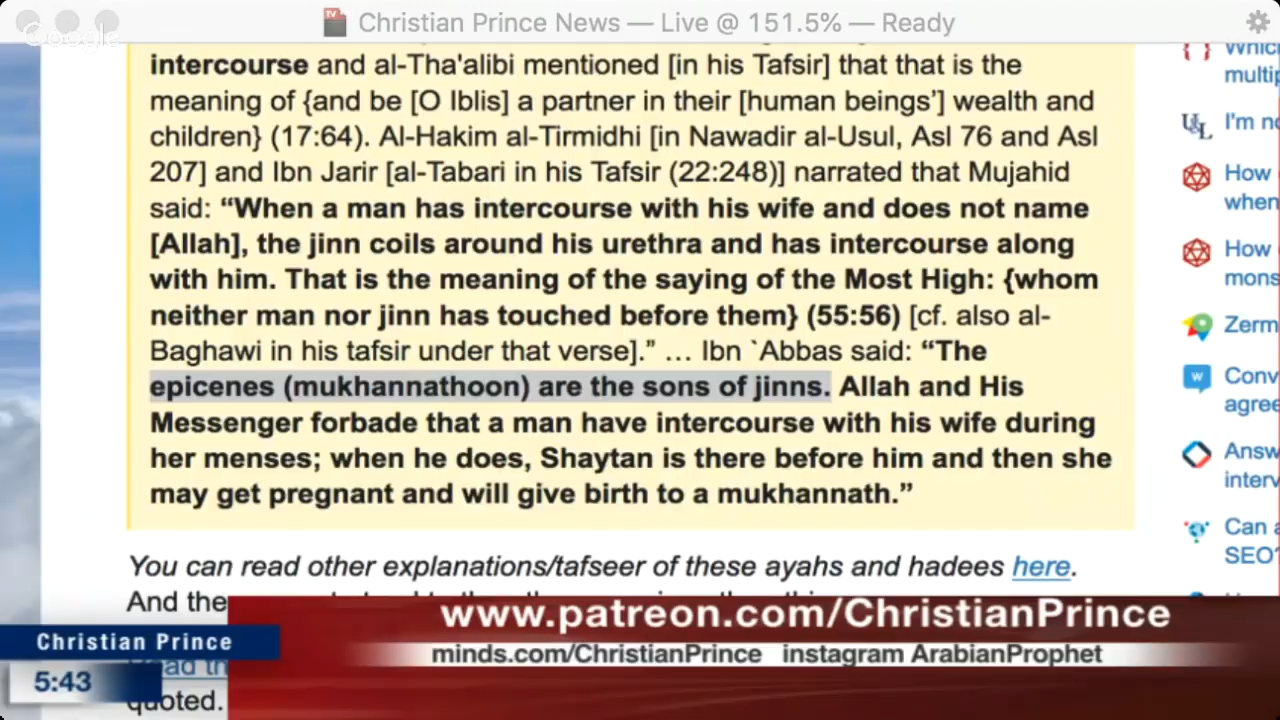 Christian Prince News — Live @ 151.5% — Ready
Google
intercourse and al-Tha'alibi mentioned [in his Tafsir] that that is the
meaning of {and be [O Iblis] a partner in their [human beings'] wealth and
children} (17:64). Al-Hakim al-Tirmidhi [in Nawadir al-Usul, Asl 76 and Asl
207] and Ibn Jarir [al-Tabari in his Tafsir (22:248)] narrated that Mujahid
said: “When a man has intercourse with his wife and does not name
[Allah], the jinn coils around his urethra and has intercourse along
with him. That is the meaning of the saying of the Most High: {whom
neither man nor jinn has touched before them} (55:56) [cf. also al-
Baghawi in his tafsir under that verse].” … Ibn `Abbas said: “The
epicenes (mukhannathoon) are the sons of jinns. Allah and His
Messenger forbade that a man have intercourse with his wife during
her menses; when he does, Shaytan is there before him and then she
may get pregnant and will give birth to a mukhannath.”
You can read other explanations/tafseer of these ayahs and hadees here.
And the
quoted.
Which
multip
I'm no
How
when
How
mons
Zerm
Conv
agree
Answ
interv
Can a
SEO?
www.patreon.com/ChristianPrince
minds.com/ChristianPrince instagram ArabianProphet
Christian Prince
5:43